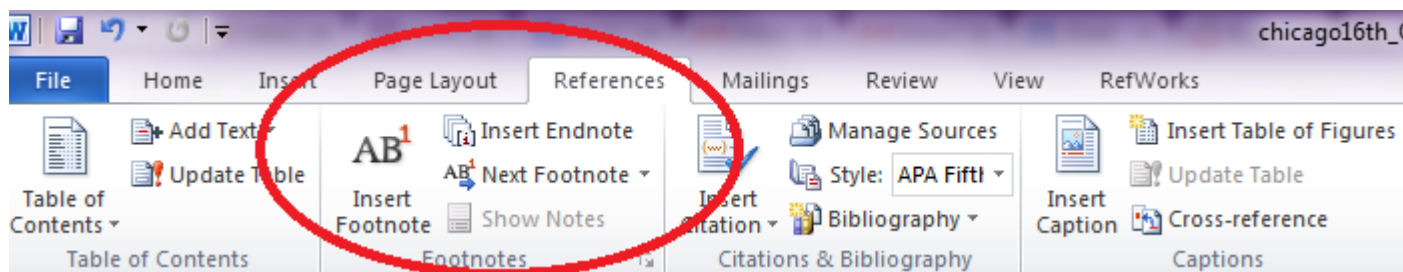 W
chicago16th_
File Home Insert Page Layout References Mailings Review View RefWorks
Table of Contents
Add Text
Update Table
Table of Contents
AB1
Insert Footnote
Insert Endnote
AB1 Next Footnote
Show Notes
Footnotes
Insert Citation
Manage Sources
Style: APA Fift
Bibliography
Citations & Bibliography
Insert Caption
Insert Table of Figures
Update Table
Cross-reference
Captions